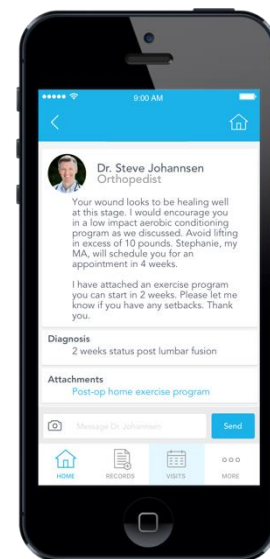 9:00 AM
Dr. Steve Johannsen
Orthopedist
Your wound looks to be healing well
at this stage. I would encourage you
in a low impact aerobic conditioning
program as we discussed. Avoid lifting
in excess of 10 pounds. Stephanie, my
MA, will schedule you for an
appointment in 4 weeks.
I have attached an exercise program
you can start in 2 weeks. Please let me
know if you have any setbacks. Thank
you.
Diagnosis
2 weeks status post lumbar fusion
Attachments
Post-op home exercise program
Message Dr. Johannsen
Send
HOME RECORDS VISITS MORE